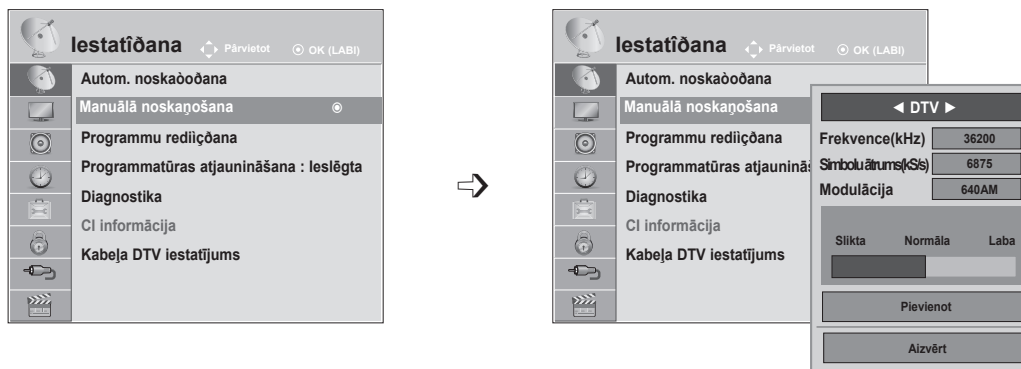 Iestatîðana Pârvietot OK (LABI)
Autom. noskaòoðana
Manuālā noskaņošana
Programmu rediìçðana
Programmatūras atjaunināšana : Ieslēgta
Diagnostika
CI informācija
Kabeļa DTV iestatījums
Iestatîðana Pârvietot OK (LABI)
Autom. noskaòoðana
Manuālā noskaņošana
Programmu rediìçðana
Programmatūras atjauninā
Diagnostika
CI informācija
Kabeļa DTV iestatījums
◀ DTV ▶
Frekvence(kHz) 36200
Simbolu ātrums(kS/s) 6875
Modulācija 640AM
Slikta Normāla Laba
Pievienot
Aizvērt